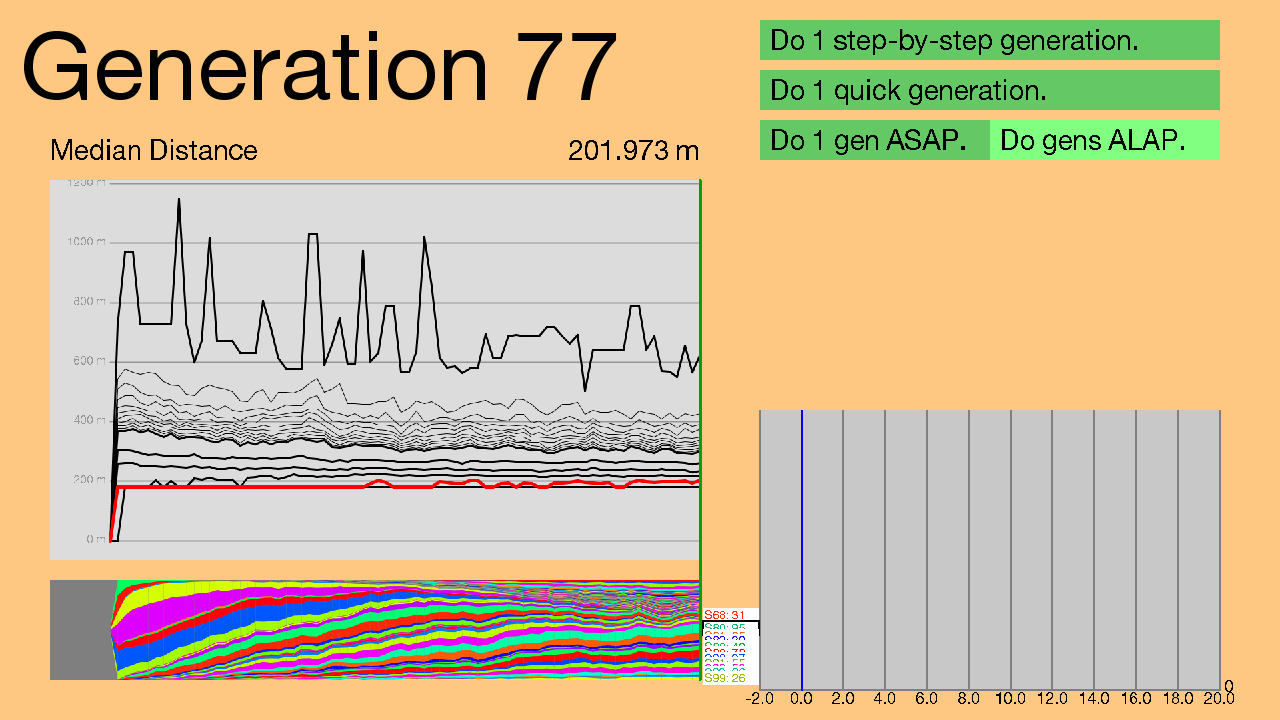 Generation 77
Do 1 step-by-step generation.
Do 1 quick generation.
Do 1 gen ASAP. Do gens ALAP.
Median Distance 201.973 m
1200 m
1000 m
800 m
600 m
400 m
200 m
0 m
S68: 31
S99: 26
0
-2.0 0.0 2.0 4.0 6.0 8.0 10.0 12.0 14.0 16.0 18.0 20.0